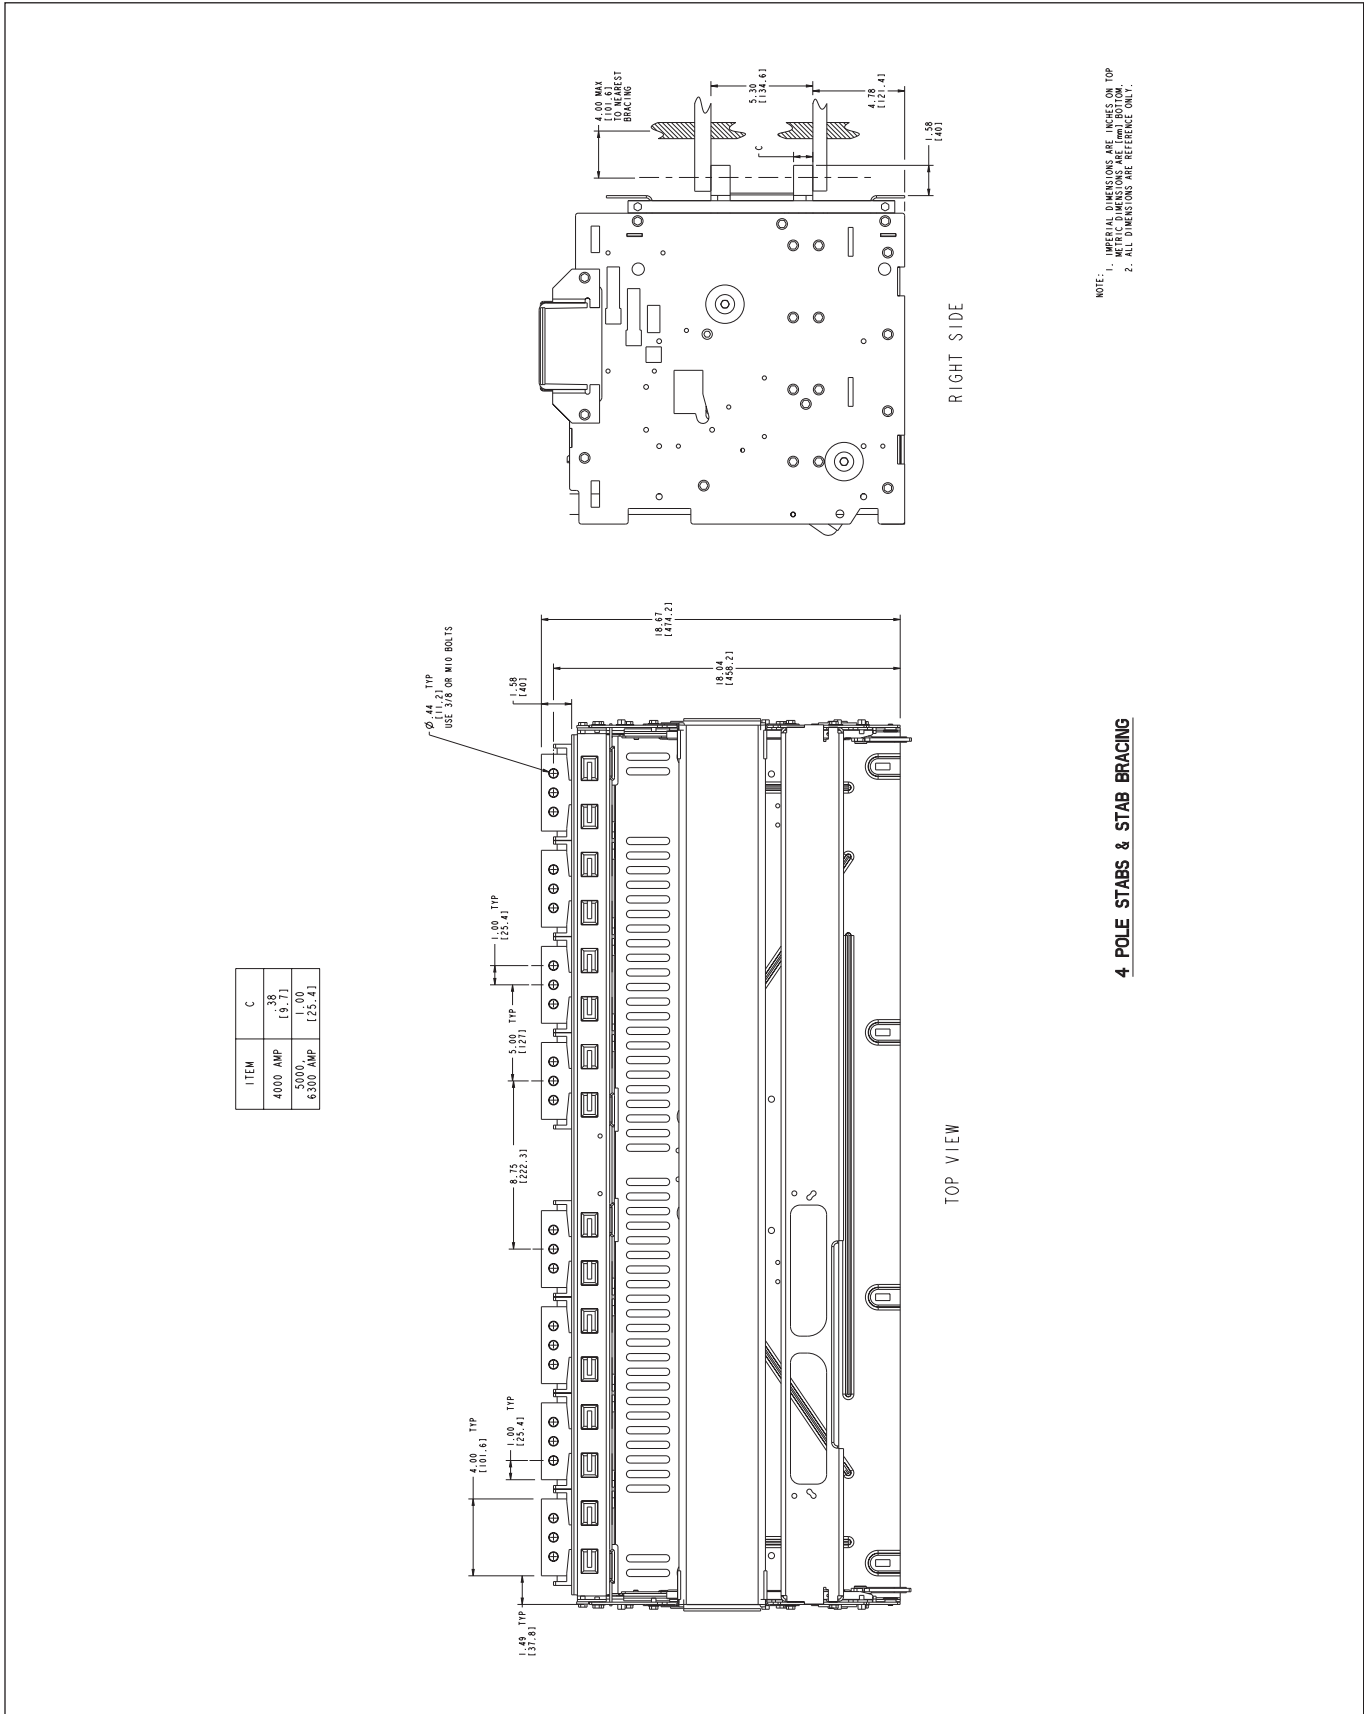 ITEM C
4000 AMP .38
[9.7]
5000,
6300 AMP 1.00
[25.4]
1.49 TYP
[37.8]
4.00 TYP
[101.6]
1.00 TYP
[25.4]
8.75
[222.3]
5.00 TYP
[127]
1.00 TYP
[25.4]
Ø.44 TYP
[11.2]
USE 3/8 OR M10 BOLTS
1.58
[40]
18.04
[458.2]
18.67
[474.2]
TOP VIEW
4.00 MAX
[101.6]
TO NEAREST
BRACING
C
5.30
[134.6]
4.78
[121.4]
1.58
[40]
RIGHT SIDE
4 POLE STABS & STAB BRACING
NOTE:
1. IMPERIAL DIMENSIONS ARE INCHES ON TOP
METRIC DIMENSIONS ARE [mm] BOTTOM.
2. ALL DIMENSIONS ARE REFERENCE ONLY.